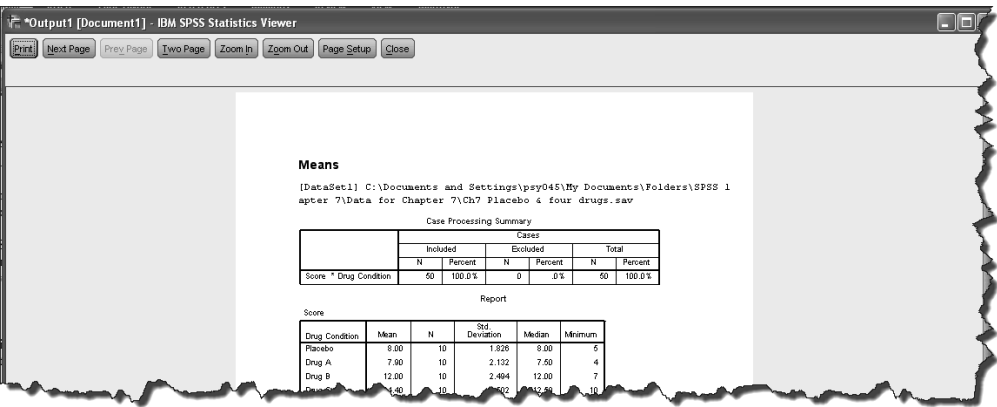 *Output1 [Document1] - IBM SPSS Statistics Viewer
Print Next Page Prev Page Two Page Zoom In Zoom Out Page Setup Close
Means
[DataSet1] C:\Documents and Settings\psy045\My Documents\Folders\SPSS l
apter 7\Data for Chapter 7\Ch7 Placebo & four drugs.sav
Case Processing Summary
Cases
Included Excluded Total
N Percent N Percent N Percent
Score * Drug Condition 50 100.0% 0 .0% 50 100.0%
Report
Score
Drug Condition Mean N Std. Deviation Median Minimum
Placebo 8.00 10 1.826 8.00 5
Drug A 7.90 10 2.132 7.50 4
Drug B 12.00 10 2.494 12.00 7
10 10